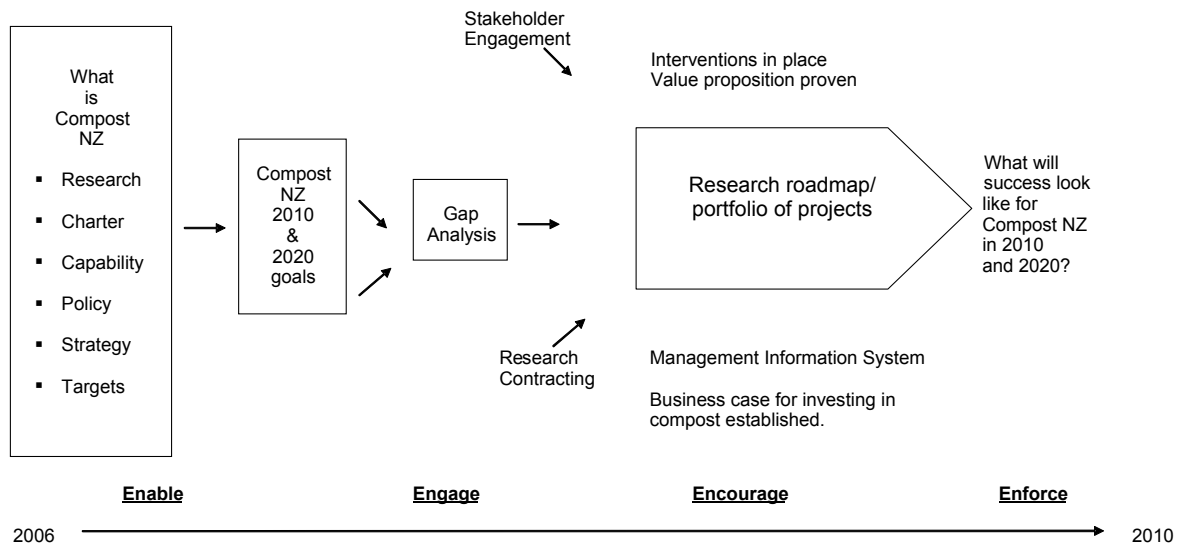 What
is
Compost
NZ
▪ Research
▪ Charter
▪ Capability
▪ Policy
▪ Strategy
▪ Targets
Compost
NZ
2010
&
2020
goals
Gap
Analysis
Stakeholder
Engagement
Research
Contracting
Interventions in place
Value proposition proven
Research roadmap/
portfolio of projects
Management Information System
Business case for investing in
compost established.
What will
success look
like for
Compost NZ
in 2010
and 2020?
Enable Engage Encourage Enforce
2006 2010